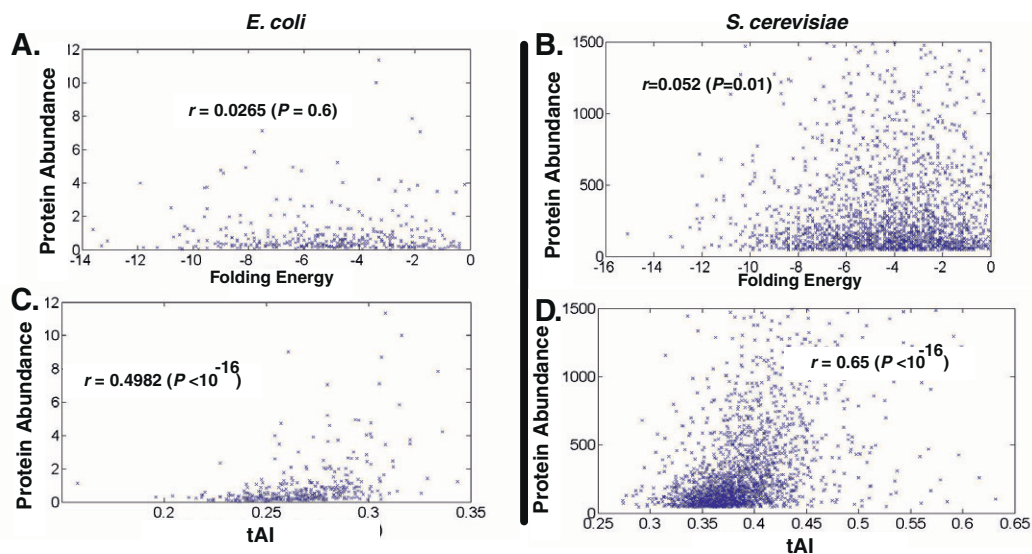 E. coli
S. cerevisiae
A.
Protein Abundance
12
10
8
6
4
2
0
r = 0.0265 (P = 0.6)
-14
-12
-10
-8
-6
-4
-2
0
Folding Energy
B.
Protein Abundance
1500
1000
500
0
r=0.052 (P=0.01)
-16
-14
-12
-10
-8
-6
-4
-2
0
Folding Energy
C.
Protein Abundance
12
10
8
6
4
2
0
r = 0.4982 (P <10^-16)
0.2
0.25
0.3
0.35
tAI
)
D.
Protein Abundance
1500
1000
500
0
r = 0.65 (P <10^-16)
0.25
0.3
0.35
0.4
0.45
0.5
0.55
0.6
0.65
tAI